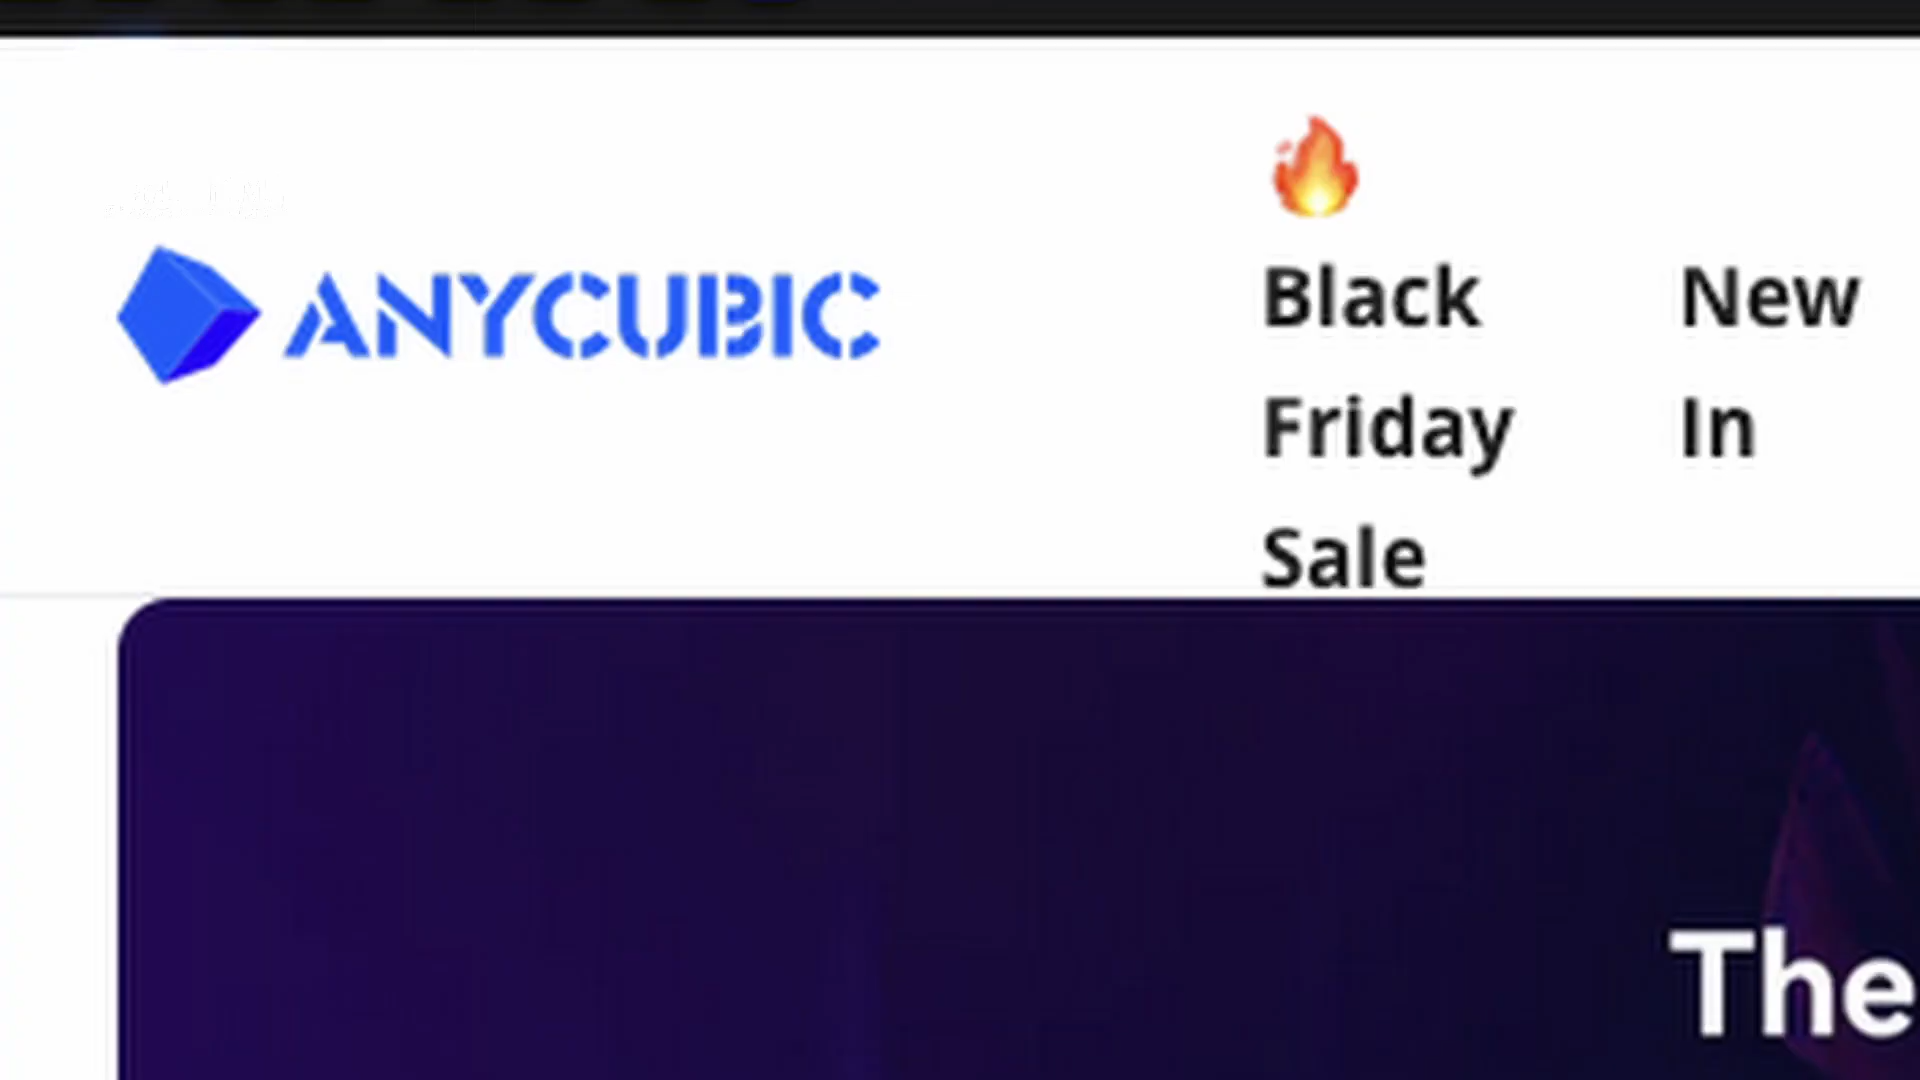 ANYCUBIC
🔥
Black
Friday
Sale
New
In
The